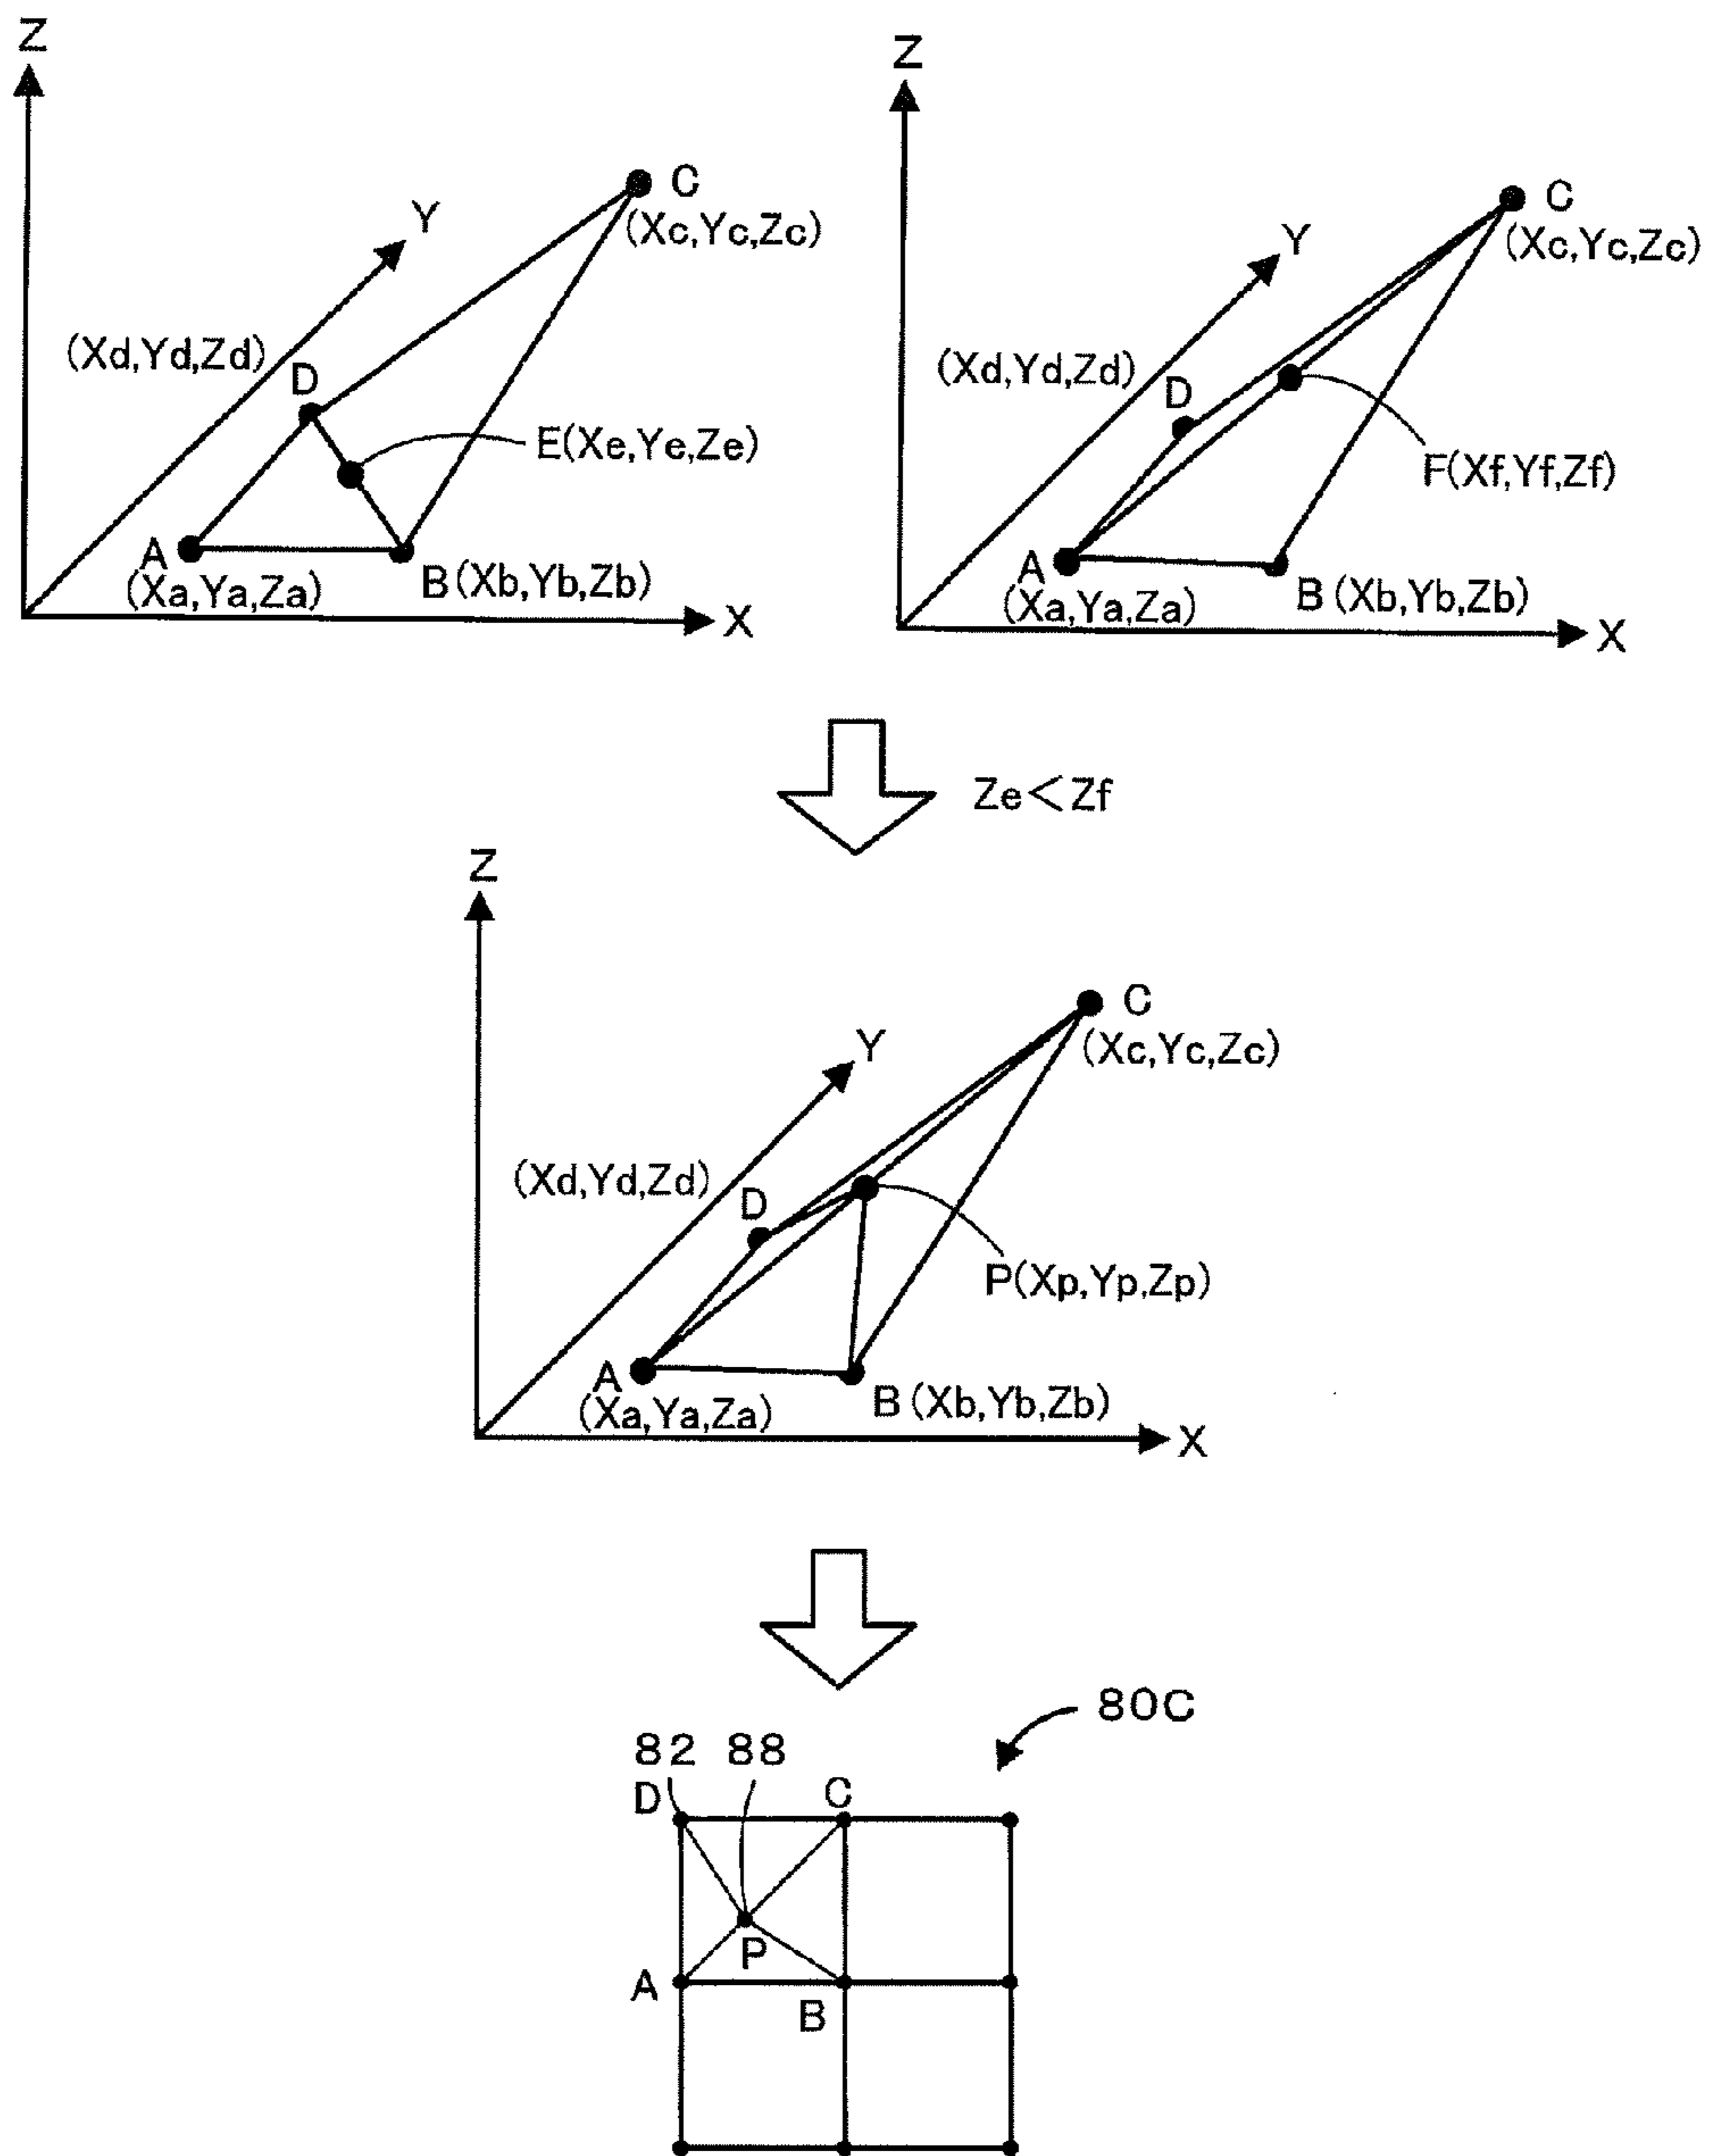 Z
Y
C
(Xc,Yc,Zc)
(Xd,Yd,Zd)
D
E(Xe,Ye,Ze)
A
(Xa,Ya,Za)
B(Xb,Yb,Zb)
X
Z
Y
C
(Xc,Yc,Zc)
(Xd,Yd,Zd)
D
F(Xf,Yf,Zf)
A
(Xa,Ya,Za)
B(Xb,Yb,Zb)
X
Ze<Zf
Z
Y
C
(Xc,Yc,Zc)
(Xd,Yd,Zd)
D
P(Xp,Yp,Zp)
A
(Xa,Ya,Za)
B(Xb,Yb,Zb)
X
80C
82 88
D C
P
A
B